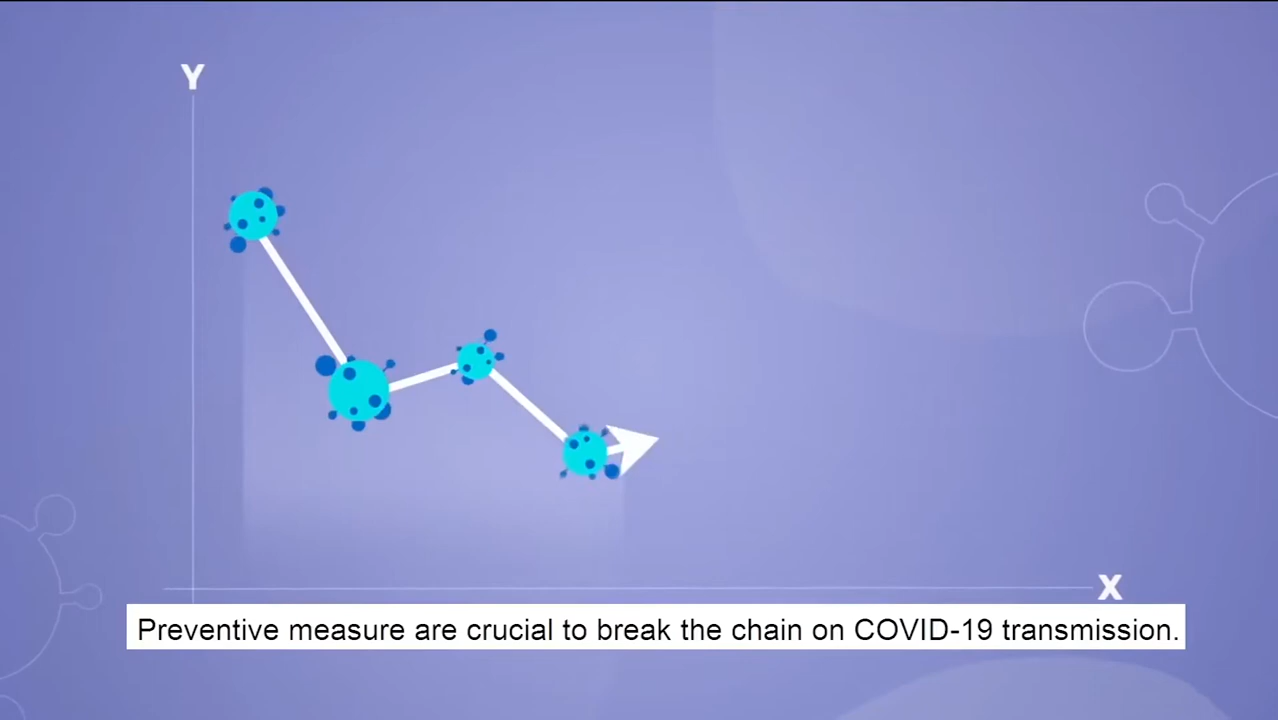 Y
X
Preventive measure are crucial to break the chain on COVID-19 transmission.